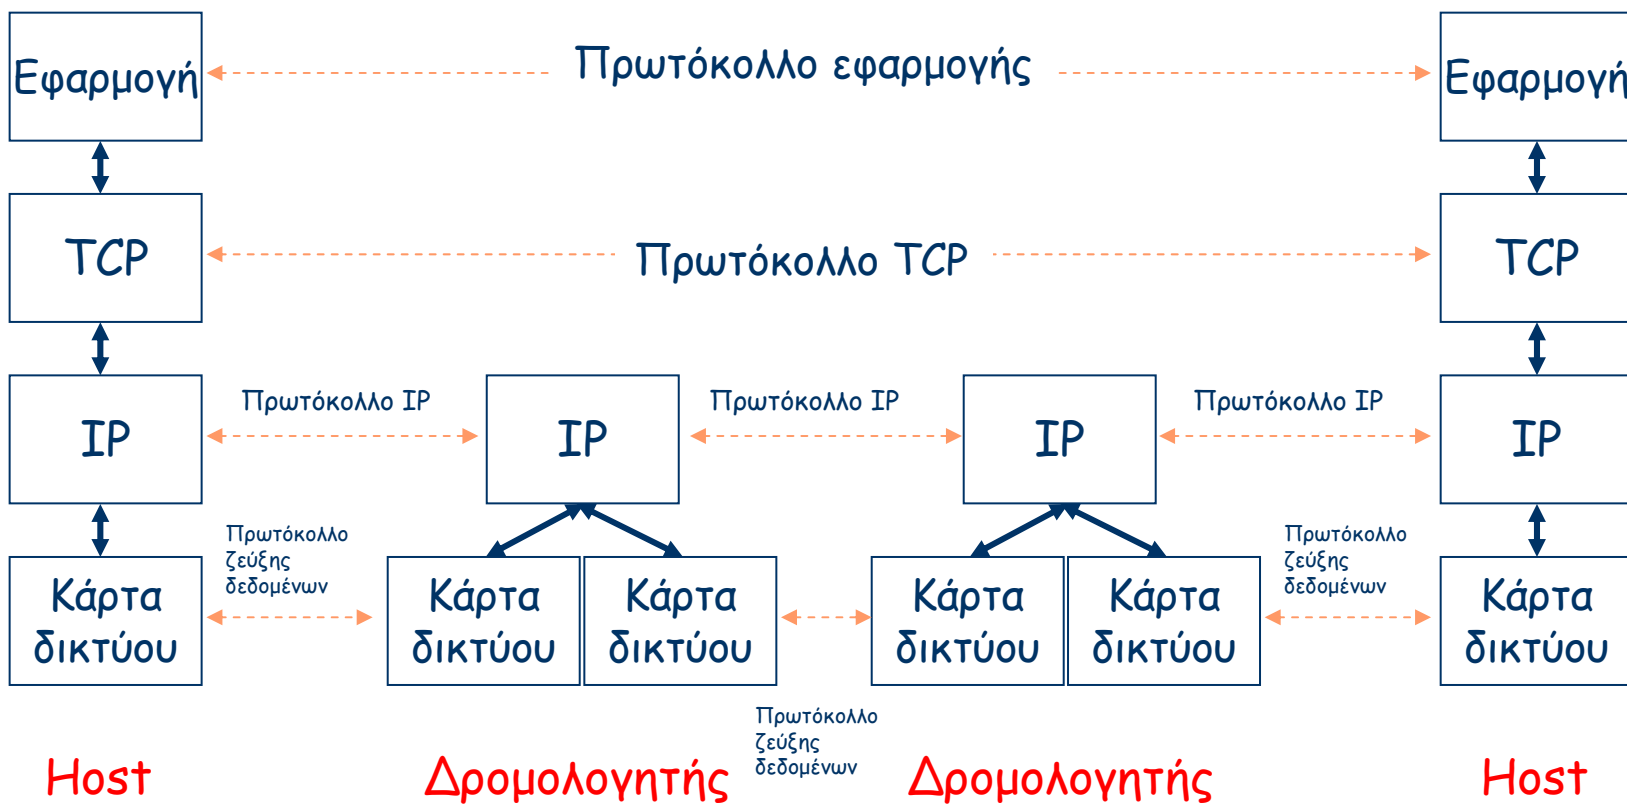 Εφαρμογή
Πρωτόκολλο εφαρμογής
Εφαρμογή
TCP
Πρωτόκολλο TCP
TCP
IP
Πρωτόκολλο IP
IP
Πρωτόκολλο IP
IP
Πρωτόκολλο IP
IP
Κάρτα
δικτύου
Πρωτόκολλο
ζεύξης
δεδομένων
Κάρτα
δικτύου
Κάρτα
δικτύου
Πρωτόκολλο
ζεύξης
δεδομένων
Κάρτα
δικτύου
Κάρτα
δικτύου
Πρωτόκολλο
ζεύξης
δεδομένων
Κάρτα
δικτύου
Host
Δρομολογητής
Δρομολογητής
Host